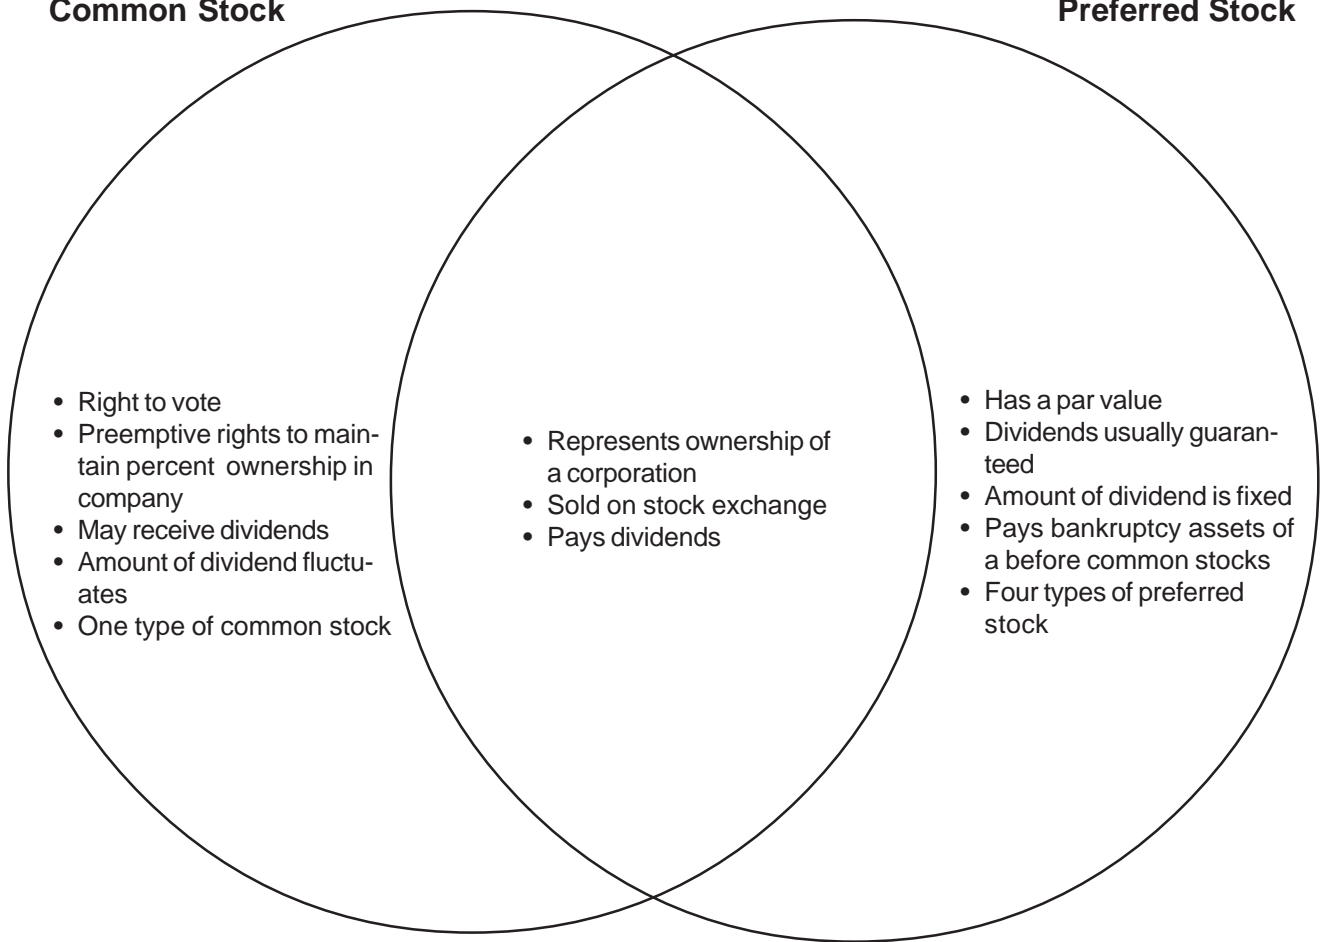 Common Stock
Preferred Stock
• Right to vote
• Preemptive rights to main-
tain percent ownership in
company
• May receive dividends
• Amount of dividend fluctu-
ates
• One type of common stock
• Represents ownership of
a corporation
• Sold on stock exchange
• Pays dividends
• Has a par value
• Dividends usually guaran-
teed
• Amount of dividend is fixed
• Pays bankruptcy assets of
a before common stocks
• Four types of preferred
stock